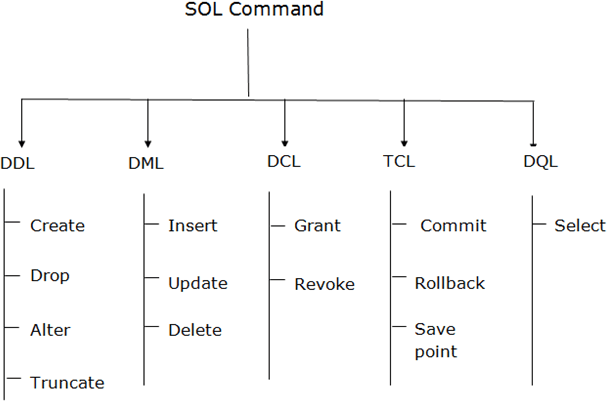 SOL Command
DDL
DML
DCL
TCL
DQL
Create
Drop
Alter
Truncate
Insert
Update
Delete
Grant
Revoke
Commit
Rollback
Save
point
Select